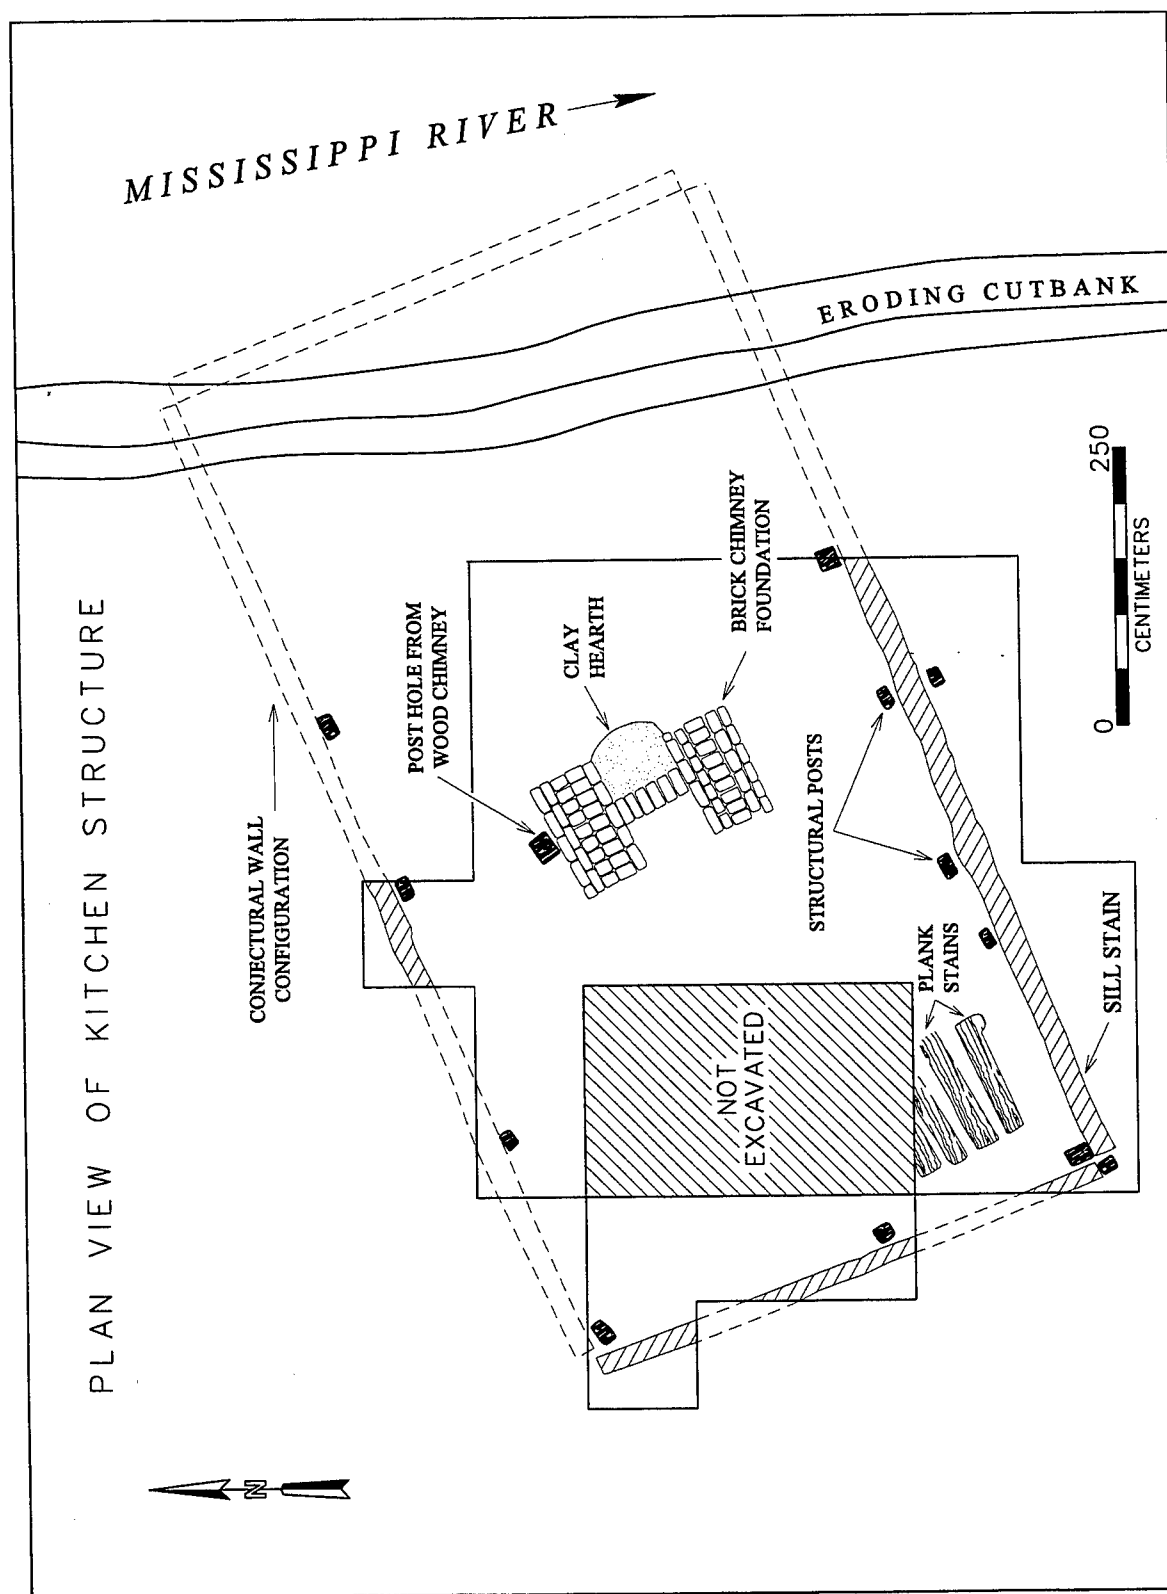 PLAN VIEW OF KITCHEN STRUCTURE
MISSISSIPPI RIVER
CONJECTURAL WALL
CONFIGURATION
POST HOLE FROM
WOOD CHIMNEY
CLAY
HEARTH
BRICK CHIMNEY
FOUNDATION
ERODING CUTBANK
NOT
EXCAVATED
STRUCTURAL POSTS
PLANK
STAINS
SILL STAIN
N
0
250
CENTIMETERS